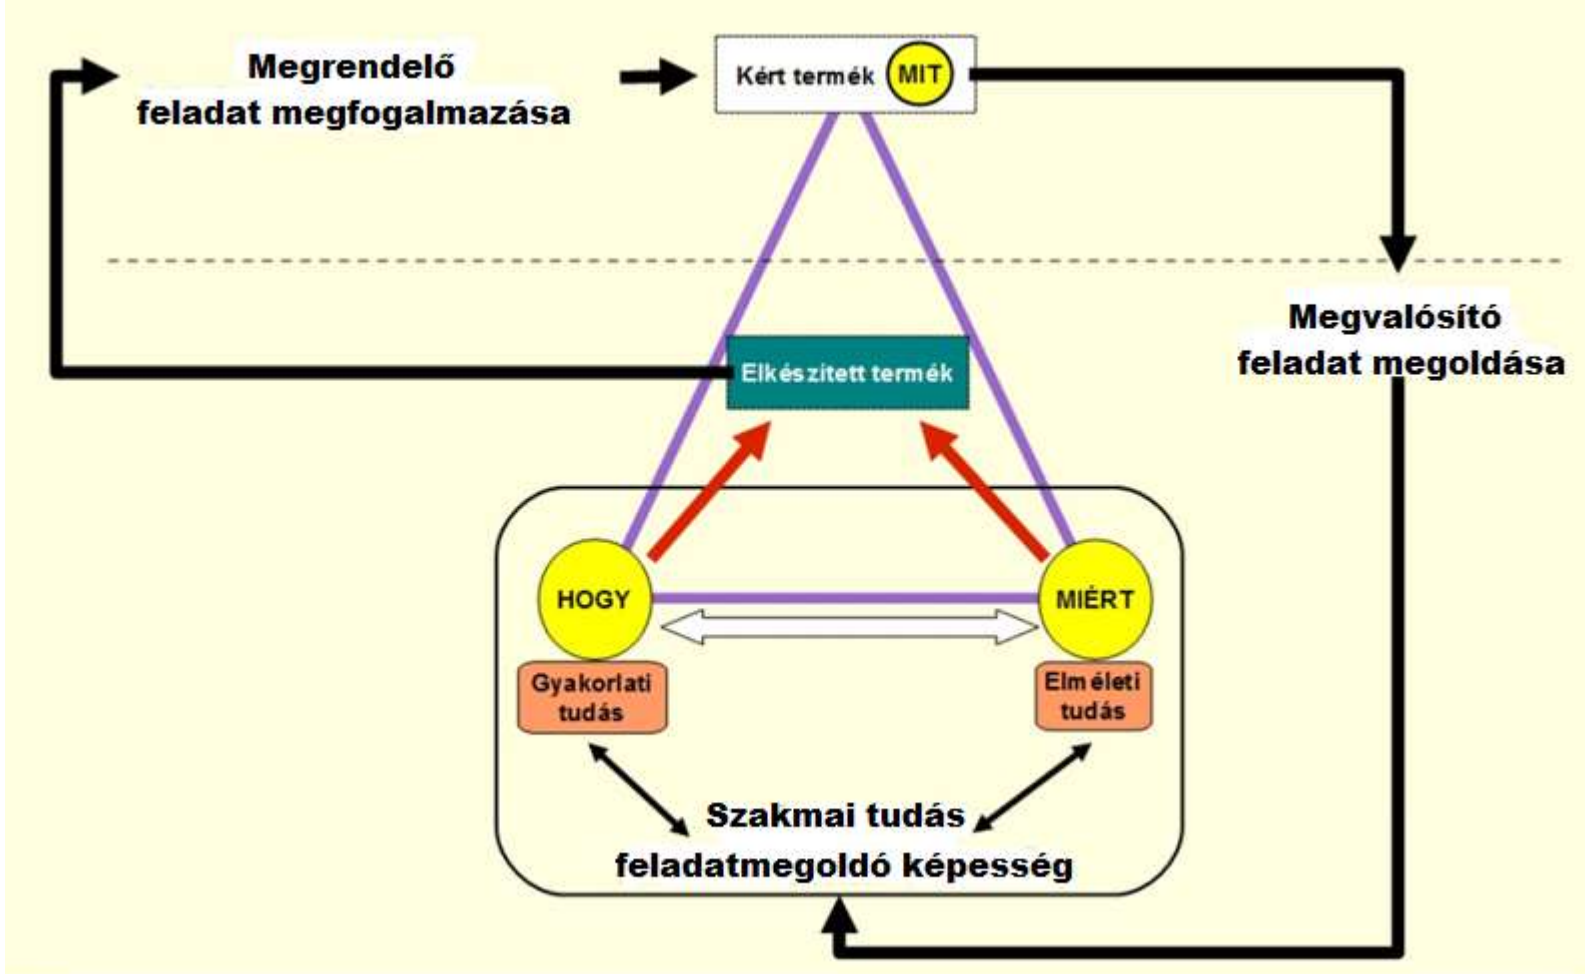 Megrendelő
feladat megfogalmazása
Kért termék MIT
Megvalósító
feladat megoldása
Elkészített termék
HOGY
MIÉRT
Gyakorlati
tudás
Elméleti
tudás
Szakmai tudás
feladatmegoldó képesség